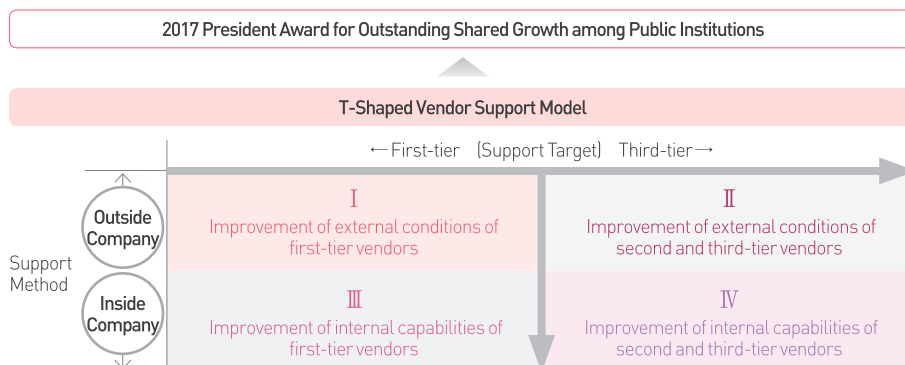 2017 President Award for Outstanding Shared Growth among Public Institutions
T-Shaped Vendor Support Model
←First-tier (Support Target) Third-tier→
Support
Method
Outside
Company
Ⅰ
Improvement of external conditions of
first-tier vendors
Ⅱ
Improvement of external conditions of
second and third-tier vendors
Inside
Company
Ⅲ
Improvement of internal capabilities of
first-tier vendors
Ⅳ
Improvement of internal capabilities of
second and third-tier vendors